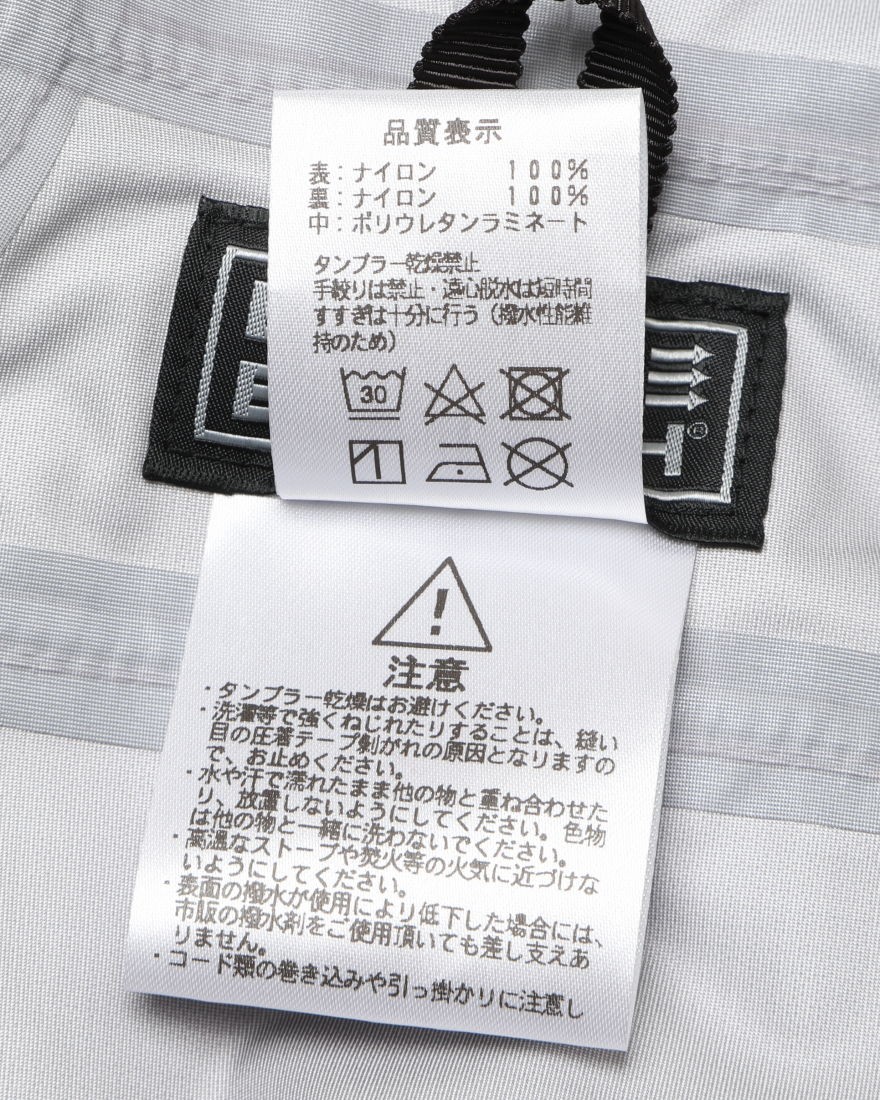 品質表示
表：ナイロン　１００％
裏：ナイロン　１００％
中：ポリウレタンラミネート
タンブラー乾燥禁止
手絞りは禁止・遠心脱水は短時間
すすぎは十分に行う（撥水性能維
持のため）
30
注意
・タンブラー乾燥はお避けください。
・洗濯等で強くねじれたりすることは、縫い
目の圧着テープ剝がれの原因となりますの
で、お止めください。
・水や汗で濡れたまま他の物と重ね合わせた
り、放置しないようにしてください。色物
は他の物と一緒に洗わないでください。
・高温なストーブや焚火等の火気に近づけな
いようにしてください。
・表面の撥水が使用により低下した場合には、
市販の撥水剤をご使用頂いても差し支えあ
りません。
・コード類の巻き込みや引っ掛かりに注意し